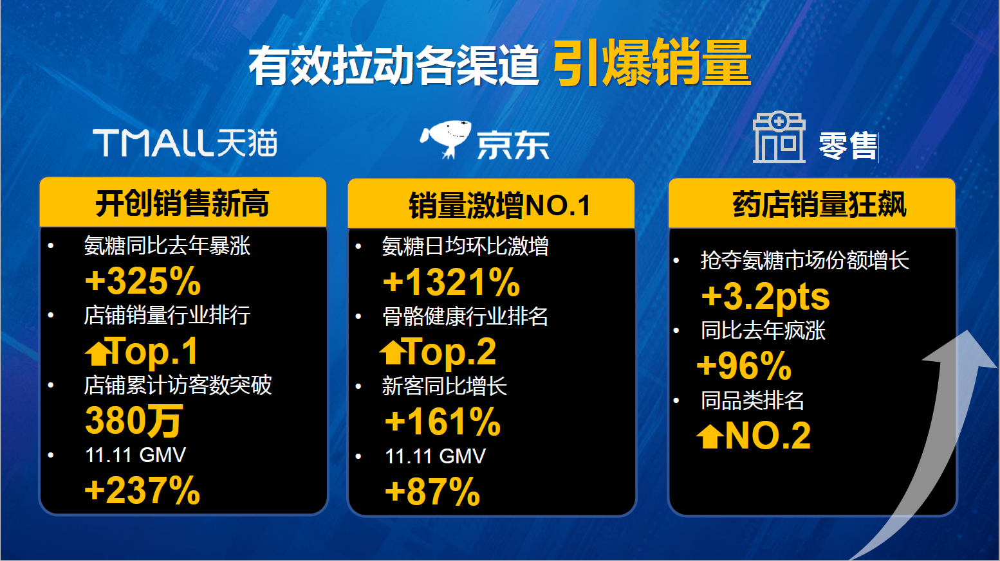 有效拉动各渠道 引爆销量
TMALL天猫
开创销售新高
• 氨糖同比去年暴涨
+325%
• 店铺销量行业排行
Top.1
• 店铺累计访客数突破
380万
• 11.11 GMV
+237%
京东
销量激增NO.1
• 氨糖日均环比激增
+1321%
• 骨骼健康行业排名
Top.2
• 新客同比增长
+161%
• 11.11 GMV
+87%
零售
药店销量狂飙
• 抢夺氨糖市场份额增长
+3.2pts
• 同比去年疯涨
+96%
• 同品类排名
NO.2